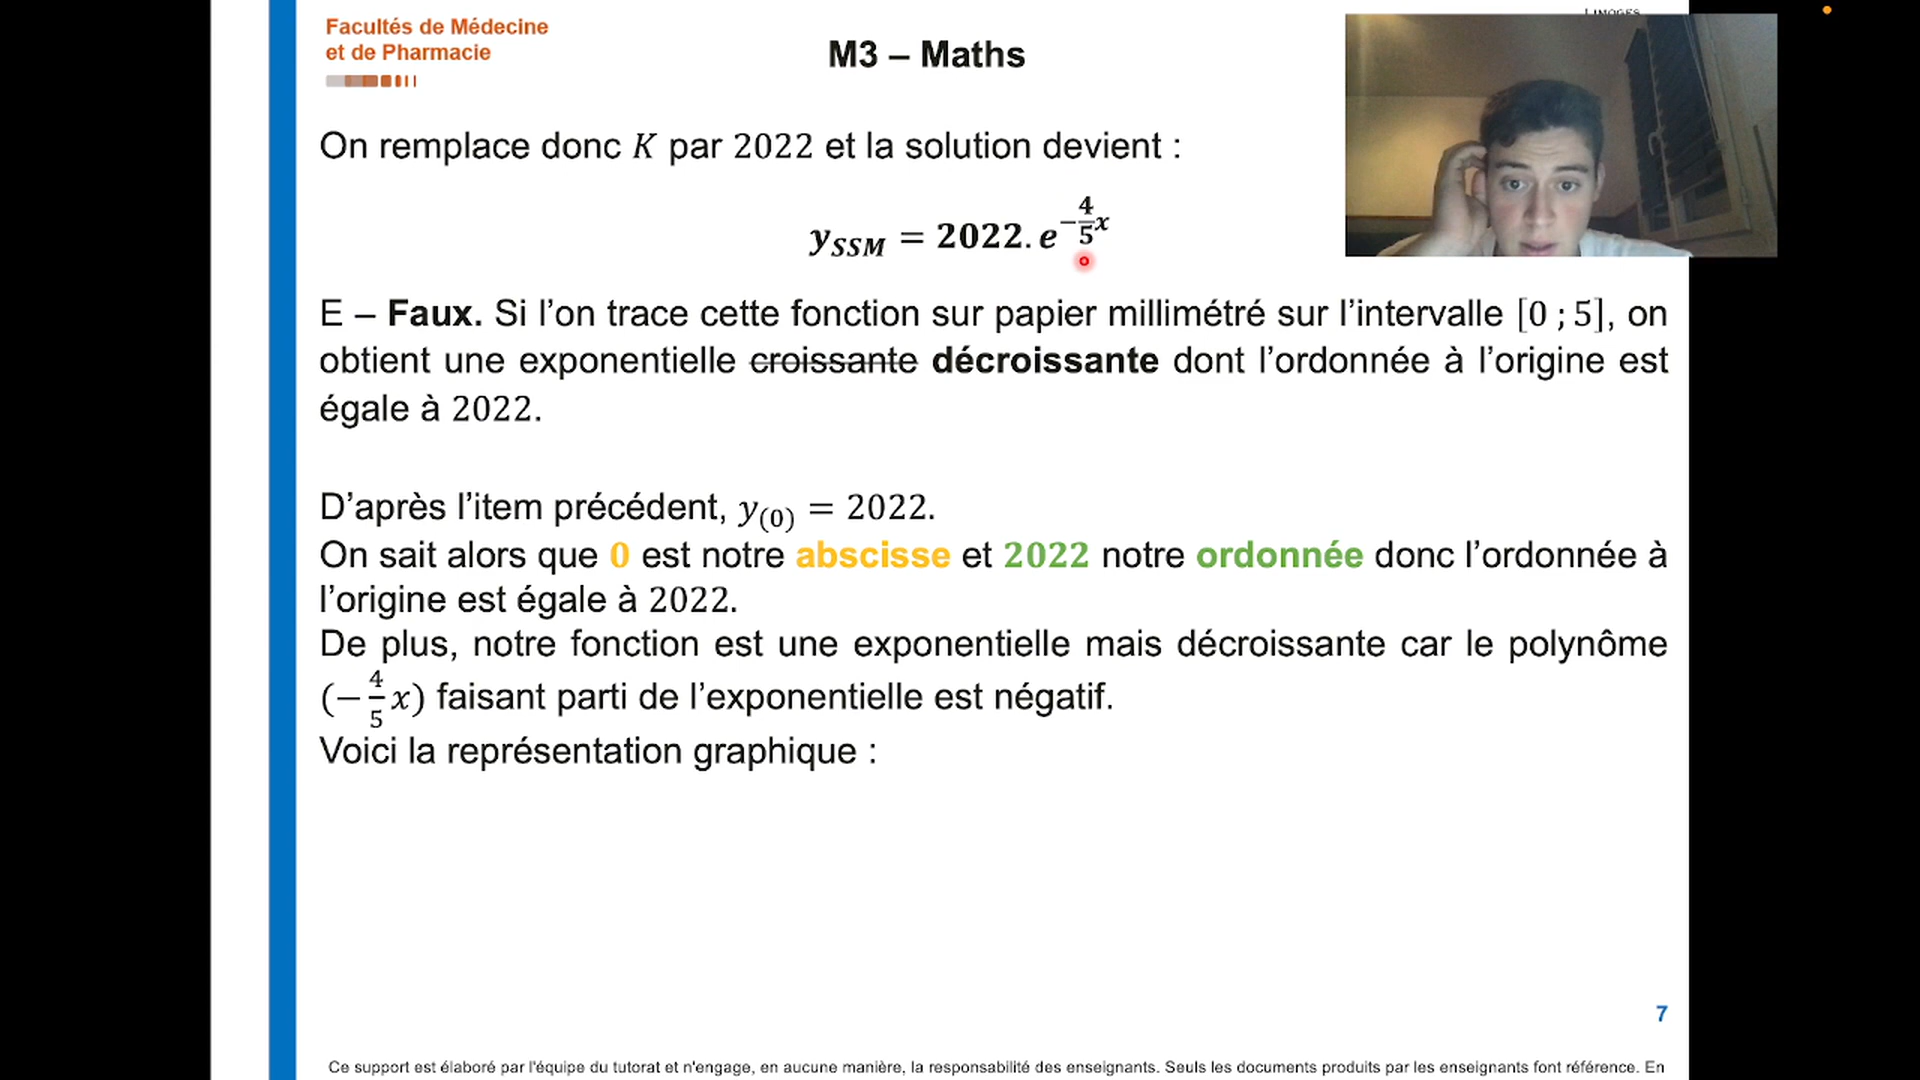 Facultés de Médecine
et de Pharmacie
M3 – Maths
LIMOGES
On remplace donc K par 2022 et la solution devient :
y_SSM = 2022. e^(−4/5 x)
E – Faux. Si l'on trace cette fonction sur papier millimétré sur l'intervalle [0 ; 5], on
obtient une exponentielle croissante décroissante dont l'ordonnée à l'origine est
égale à 2022.
D'après l'item précédent, y_(0) = 2022.
On sait alors que 0 est notre abscisse et 2022 notre ordonnée donc l'ordonnée à
l'origine est égale à 2022.
De plus, notre fonction est une exponentielle mais décroissante car le polynôme
(−4/5 x) faisant parti de l'exponentielle est négatif.
Voici la représentation graphique :
7
Ce support est élaboré par l'équipe du tutorat et n'engage, en aucune manière, la responsabilité des enseignants. Seuls les documents produits par les enseignants font référence. En